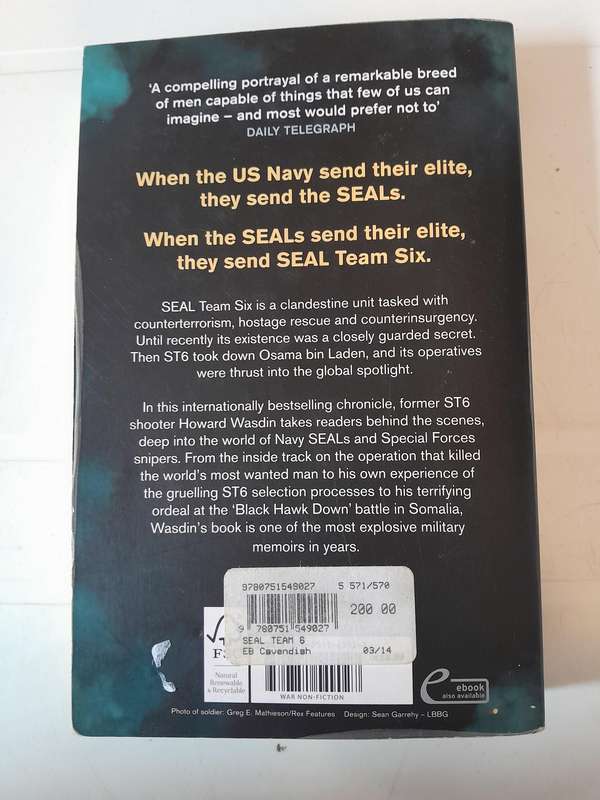 'A compelling portrayal of a remarkable breed
of men capable of things that few of us can
imagine – and most would prefer not to'
DAILY TELEGRAPH
When the US Navy send their elite,
they send the SEALs.
When the SEALs send their elite,
they send SEAL Team Six.
SEAL Team Six is a clandestine unit tasked with
counterterrorism, hostage rescue and counterinsurgency.
Until recently its existence was a closely guarded secret.
Then ST6 took down Osama bin Laden, and its operatives
were thrust into the global spotlight.
In this internationally bestselling chronicle, former ST6
shooter Howard Wasdin takes readers behind the scenes,
deep into the world of Navy SEALs and Special Forces
snipers. From the inside track on the operation that killed
the world's most wanted man to his own experience of
the gruelling ST6 selection processes to his terrifying
ordeal at the 'Black Hawk Down' battle in Somalia,
Wasdin's book is one of the most explosive military
memoirs in years.
9780751549027 5 571/570
200 00
9 780751 549027
SEAL TEAM 6
EB Cavendish 03/14
Natural
Renewable
& Recyclable
WAR NON-FICTION
ebook
also available
Photo of soldier: Greg E. Mathieson/Rex Features Design: Sean Garrehy – LBBG